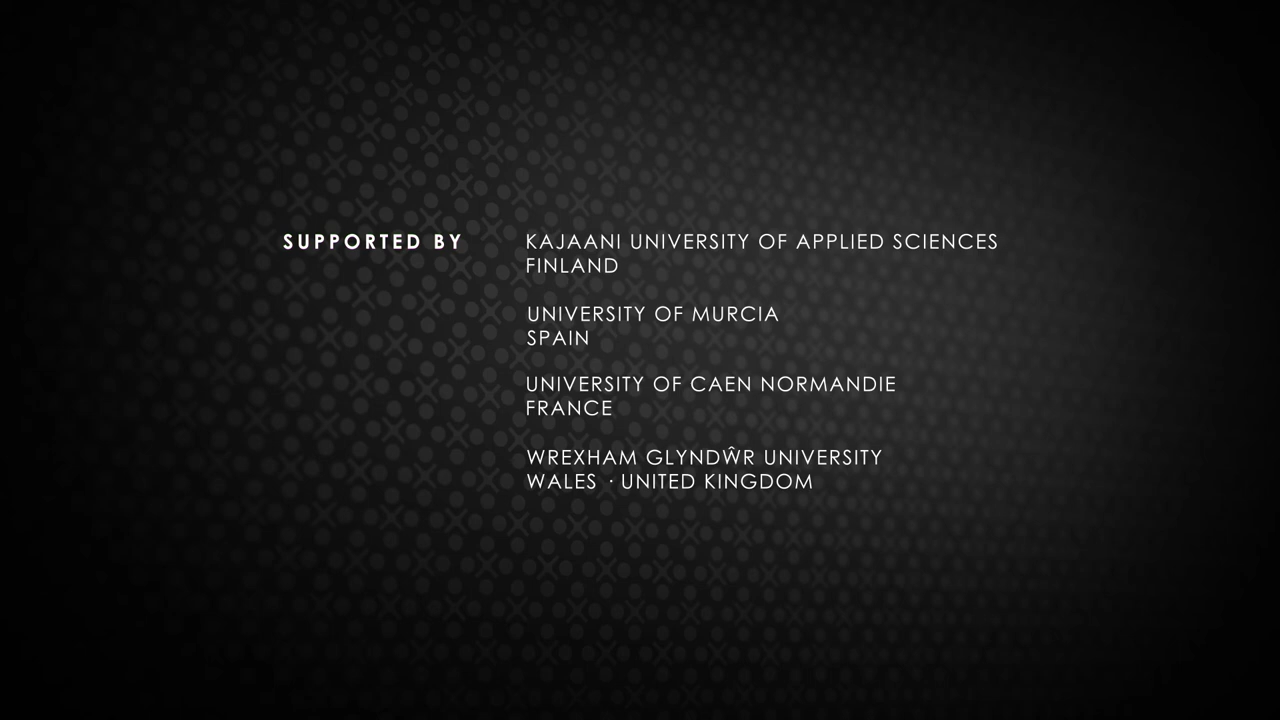 SUPPORTED BY
KAJAANI UNIVERSITY OF APPLIED SCIENCES
FINLAND
UNIVERSITY OF MURCIA
SPAIN
UNIVERSITY OF CAEN NORMANDIE
FRANCE
WREXHAM GLYNDŴR UNIVERSITY
WALES · UNITED KINGDOM